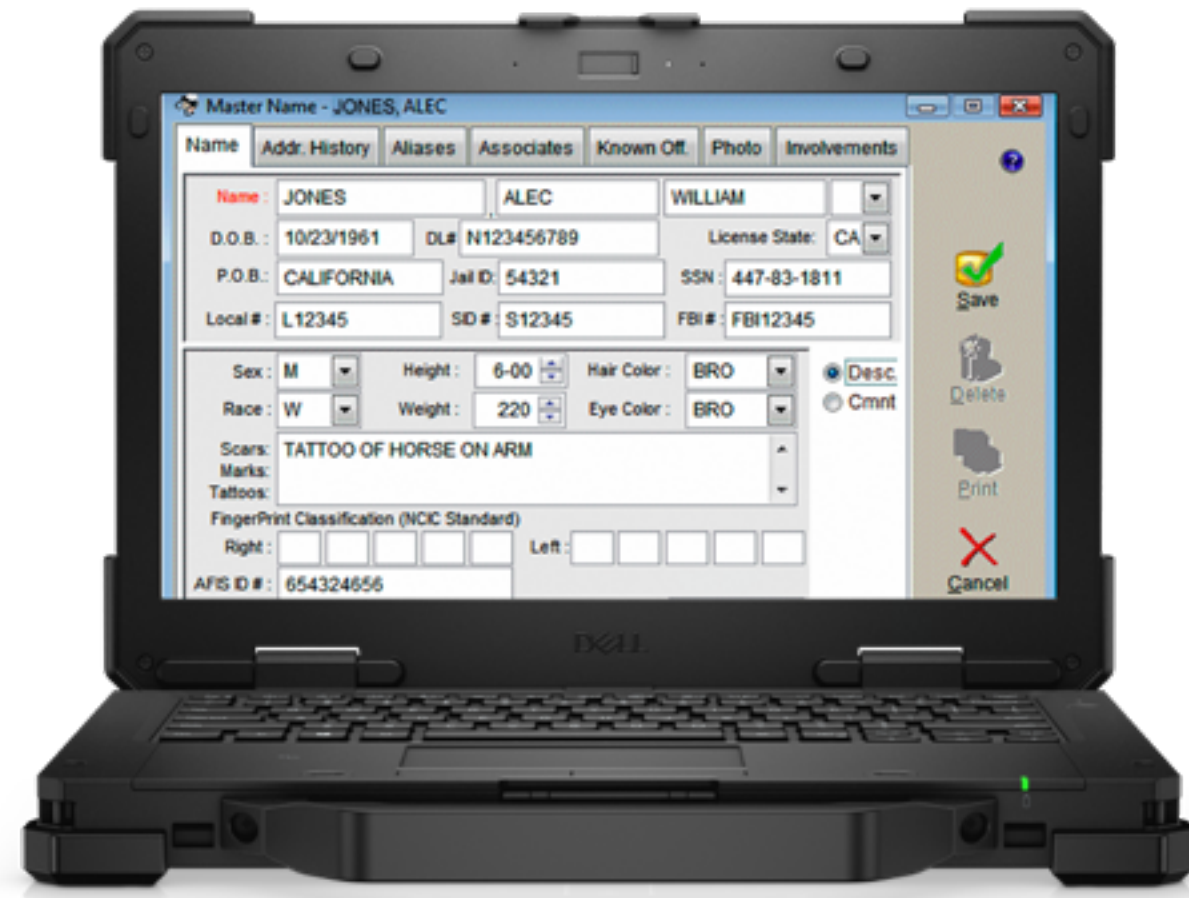 Master Name - JONES, ALEC
Name Addr. History Aliases Associates Known Off. Photo Involvements
Name : JONES ALEC WILLIAM
D.O.B. : 10/23/1961 DL# N123456789 License State: CA
P.O.B.: CALIFORNIA Jail ID: 54321 SSN : 447-83-1811
Local # : L12345 SID # : S12345 FBI # : FBI12345
Sex : M Height : 6-00 Hair Color : BRO Desc.
Race : W Weight : 220 Eye Color : BRO Cmnt
Scars: TATTOO OF HORSE ON ARM
Marks:
Tattoos:
FingerPrint Classification (NCIC Standard)
Right : Left :
AFIS ID # : 654324656
?
Save
Delete
Print
Cancel
DELL